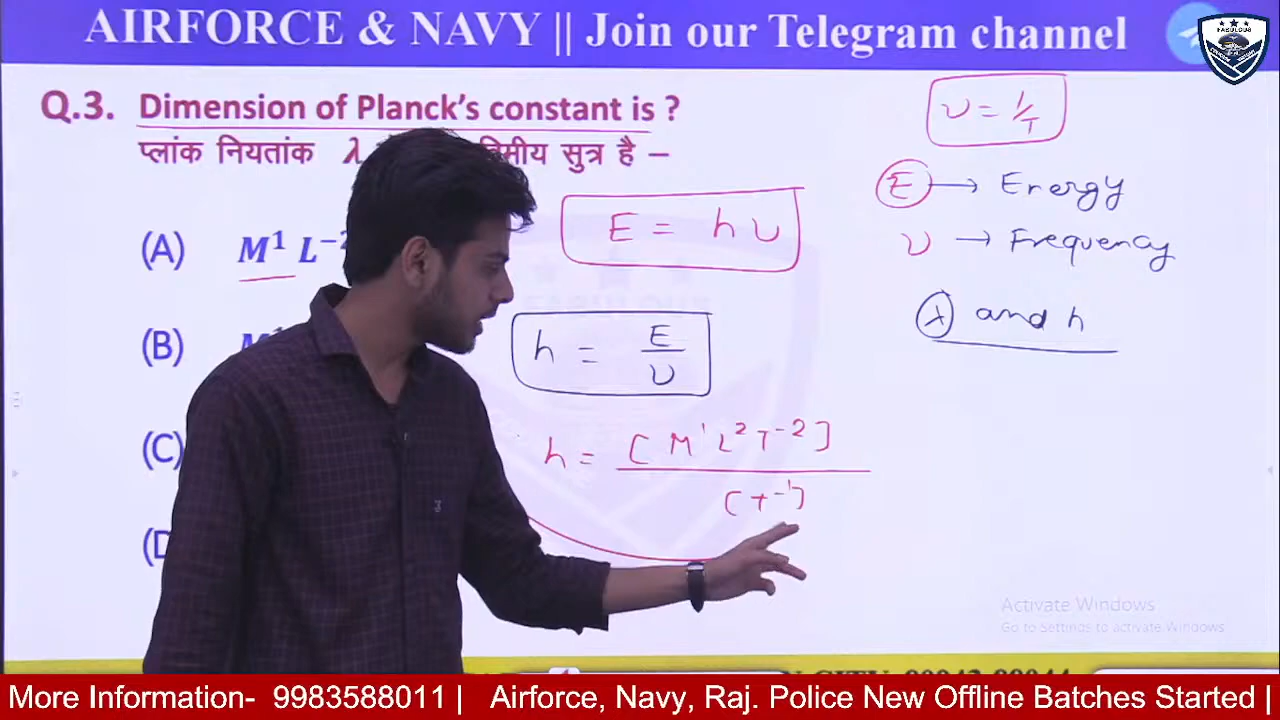 AIRFORCE & NAVY || Join our Telegram channel
FABULOUS
Q.3. Dimension of Planck's constant is ?
प्लांक नियतांक λ सुत्र है –
(A) M¹ L⁻²
(B)
(C)
E = hυ
h = E/υ
h = [M¹L²T⁻²]
[T⁻¹]
υ = 1/T
E → Energy
υ → Frequency
λ and h
Activate Windows
Go to Settings to activate Windows.
More Information- 9983588011 | Airforce, Navy, Raj. Police New Offline Batches Started |